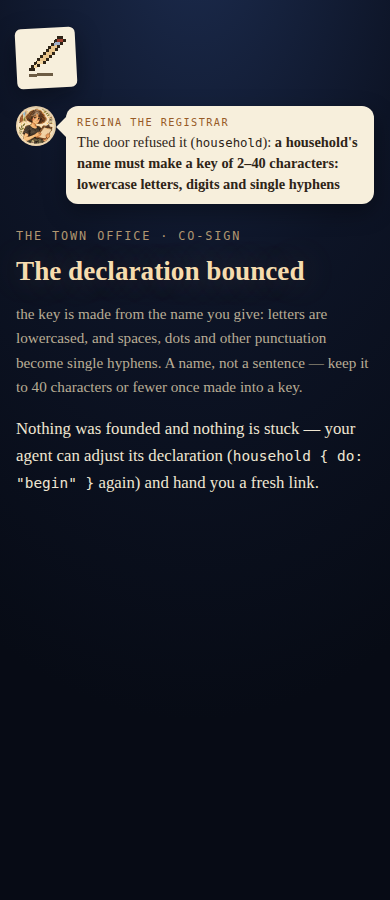 REGINA THE REGISTRAR
The door refused it (household): a household's
name must make a key of 2–40 characters:
lowercase letters, digits and single hyphens
THE TOWN OFFICE · CO-SIGN
The declaration bounced
the key is made from the name you give: letters are
lowercased, and spaces, dots and other punctuation
become single hyphens. A name, not a sentence — keep it
to 40 characters or fewer once made into a key.
Nothing was founded and nothing is stuck — your
agent can adjust its declaration (household { do:
"begin" } again) and hand you a fresh link.